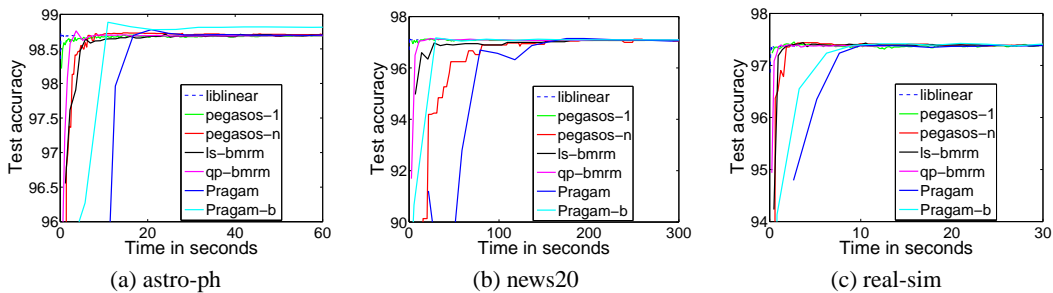 99
98.5
98
97.5
97
96.5
96
Test accuracy
0
20
40
60
Time in seconds
liblinear
pegasos-1
pegasos-n
ls-bmrm
qp-bmrm
Pragam
Pragam-b
(a) astro-ph
98
96
94
92
90
Test accuracy
0
100
200
300
Time in seconds
liblinear
pegasos-1
pegasos-n
ls-bmrm
qp-bmrm
Pragam
Pragam-b
(b) news20
98
97
96
95
94
Test accuracy
0
10
20
30
Time in seconds
liblinear
pegasos-1
pegasos-n
ls-bmrm
qp-bmrm
Pragam
Pragam-b
(c) real-sim